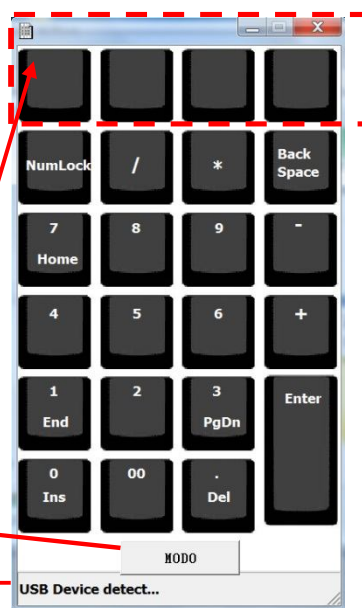 NumLock / * Back
Space
7 8 9 -
Home
4 5 6 +
1 2 3 Enter
End PgDn
0 00 .
Ins Del
MODO
USB Device detect...